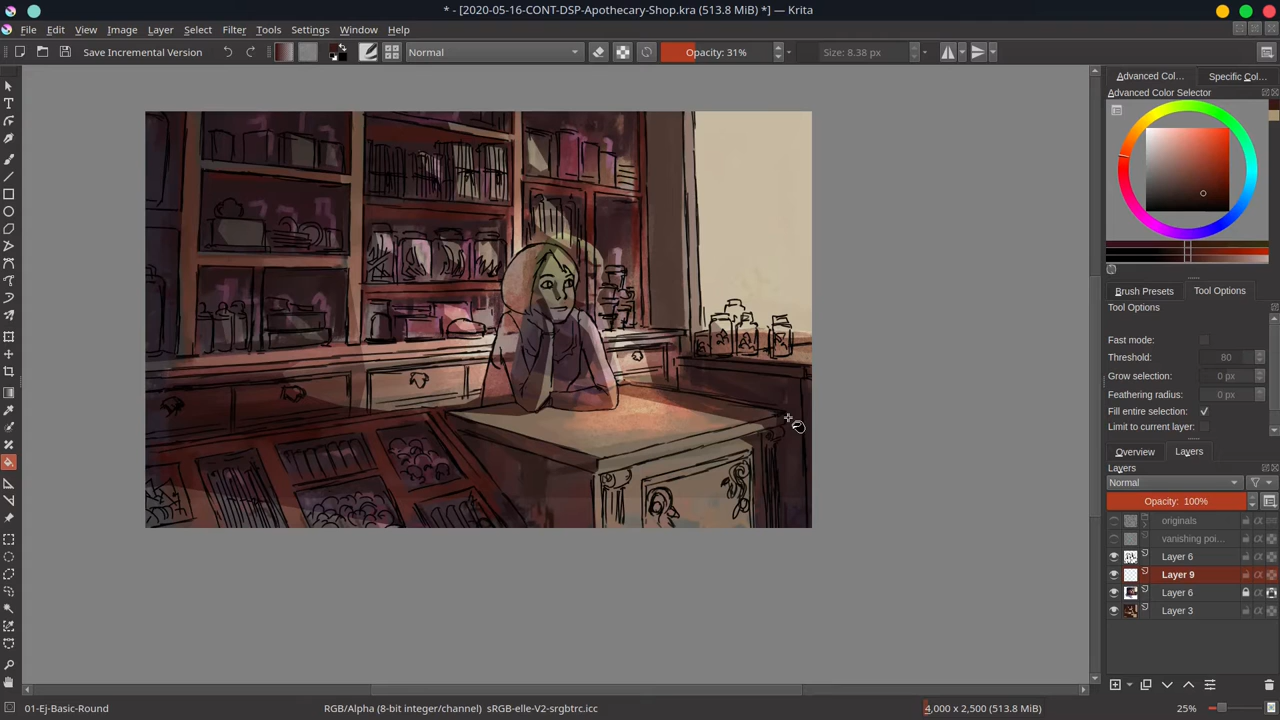 * - [2020-05-16-CONT-DSP-Apothecary-Shop.kra (513.8 MiB) *] — Krita
File Edit View Image Layer Select Filter Tools Settings Window Help
Save Incremental Version Normal Opacity: 31% Size: 8.38 px
Advanced Col... Specific Col...
Advanced Color Selector
Brush Presets Tool Options
Tool Options
Fast mode:
Threshold: 80
Grow selection: 0 px
Feathering radius: 0 px
Fill entire selection:
Limit to current layer:
Overview Layers
Layers
Normal
Opacity: 100%
originals
vanishing poi...
Layer 6
Layer 9
Layer 6
Layer 3
01-Ej-Basic-Round RGB/Alpha (8-bit integer/channel) sRGB-elle-V2-srgbtrc.icc 4,000 x 2,500 (513.8 MiB) 25%